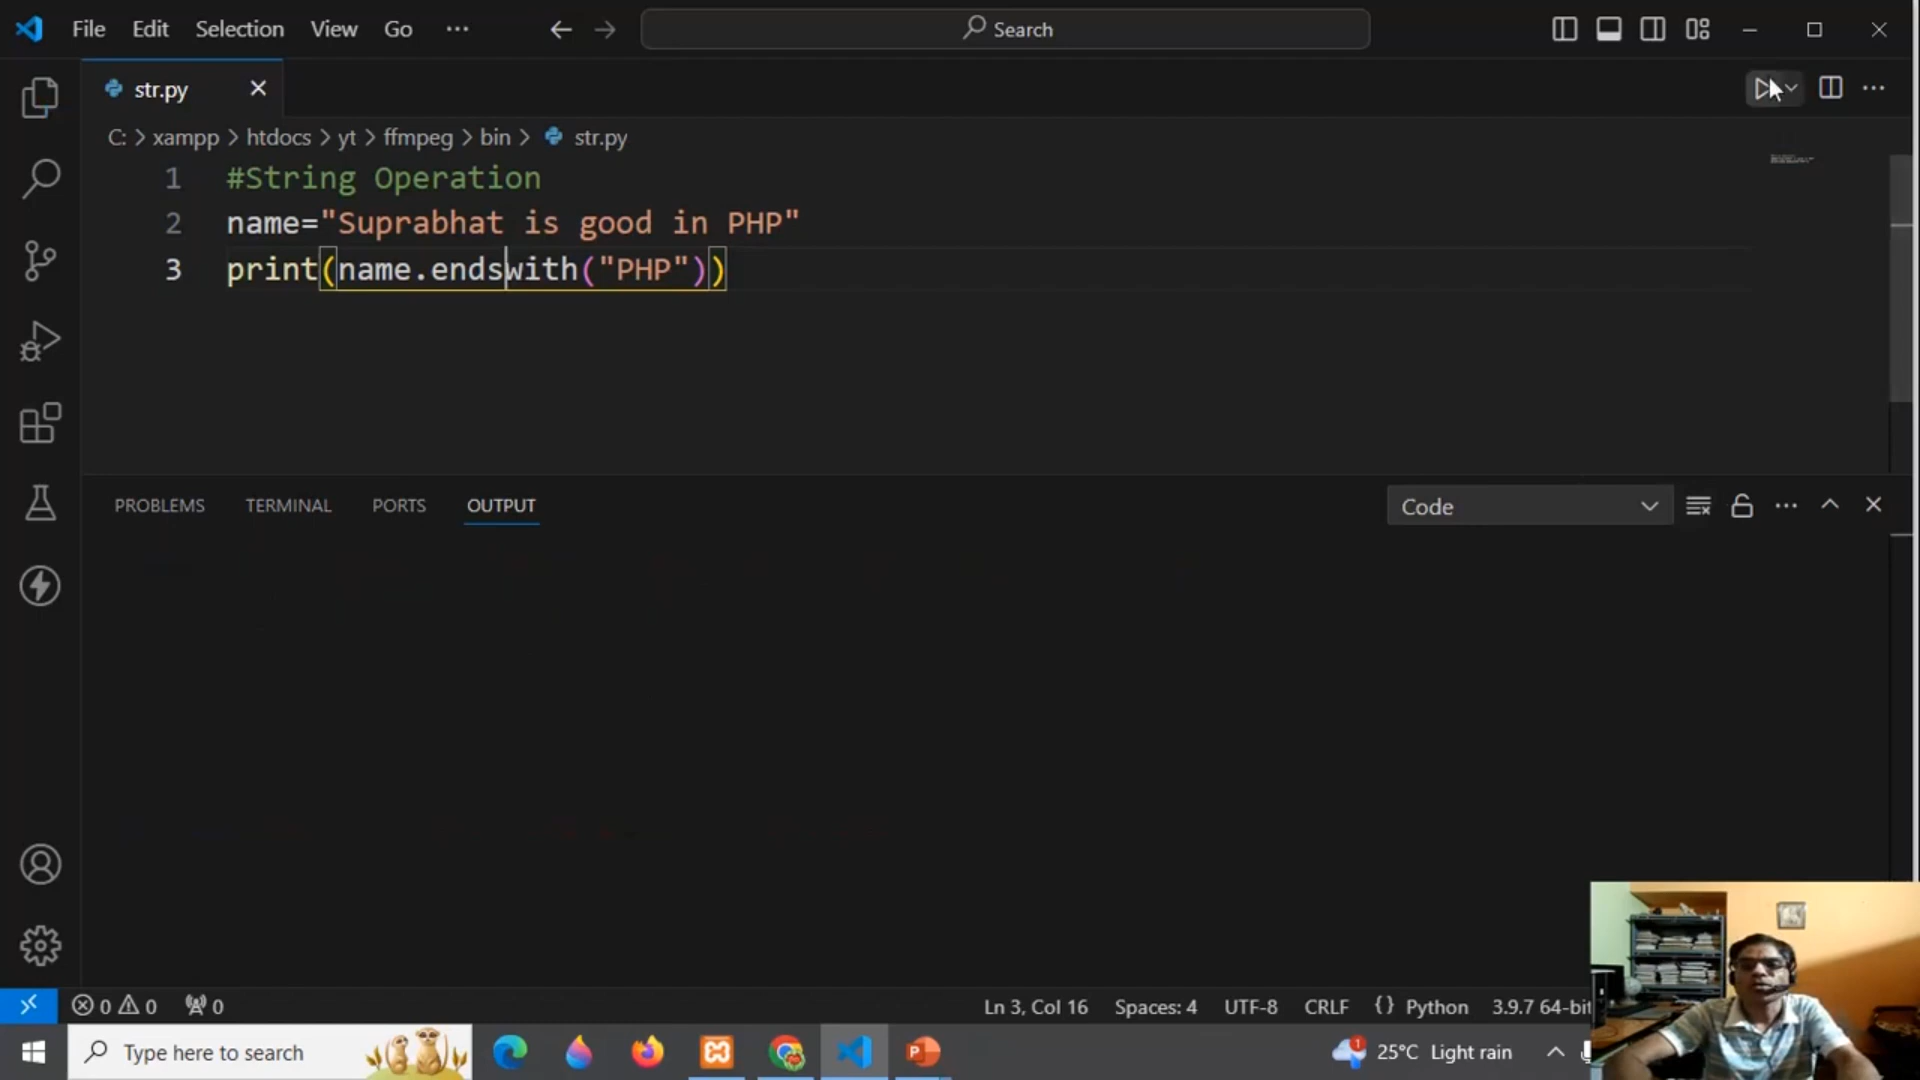 File Edit Selection View Go ··· Search
str.py
C: > xampp > htdocs > yt > ffmpeg > bin > str.py
1 #String Operation
2 name="Suprabhat is good in PHP"
3 print(name.endswith("PHP"))
PROBLEMS TERMINAL PORTS OUTPUT Code
0 0 0 Ln 3, Col 16 Spaces: 4 UTF-8 CRLF {} Python 3.9.7 64-bit
Type here to search 1 25°C Light rain